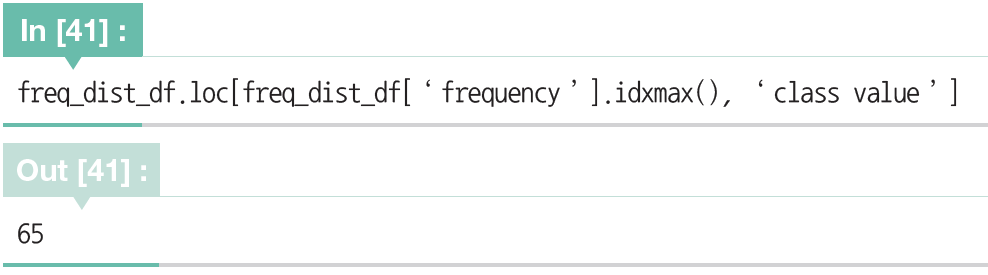 In [41] :
freq_dist_df.loc[freq_dist_df[ ‘ frequency ’ ].idxmax(), ‘ class value ’ ]
Out [41] :
65